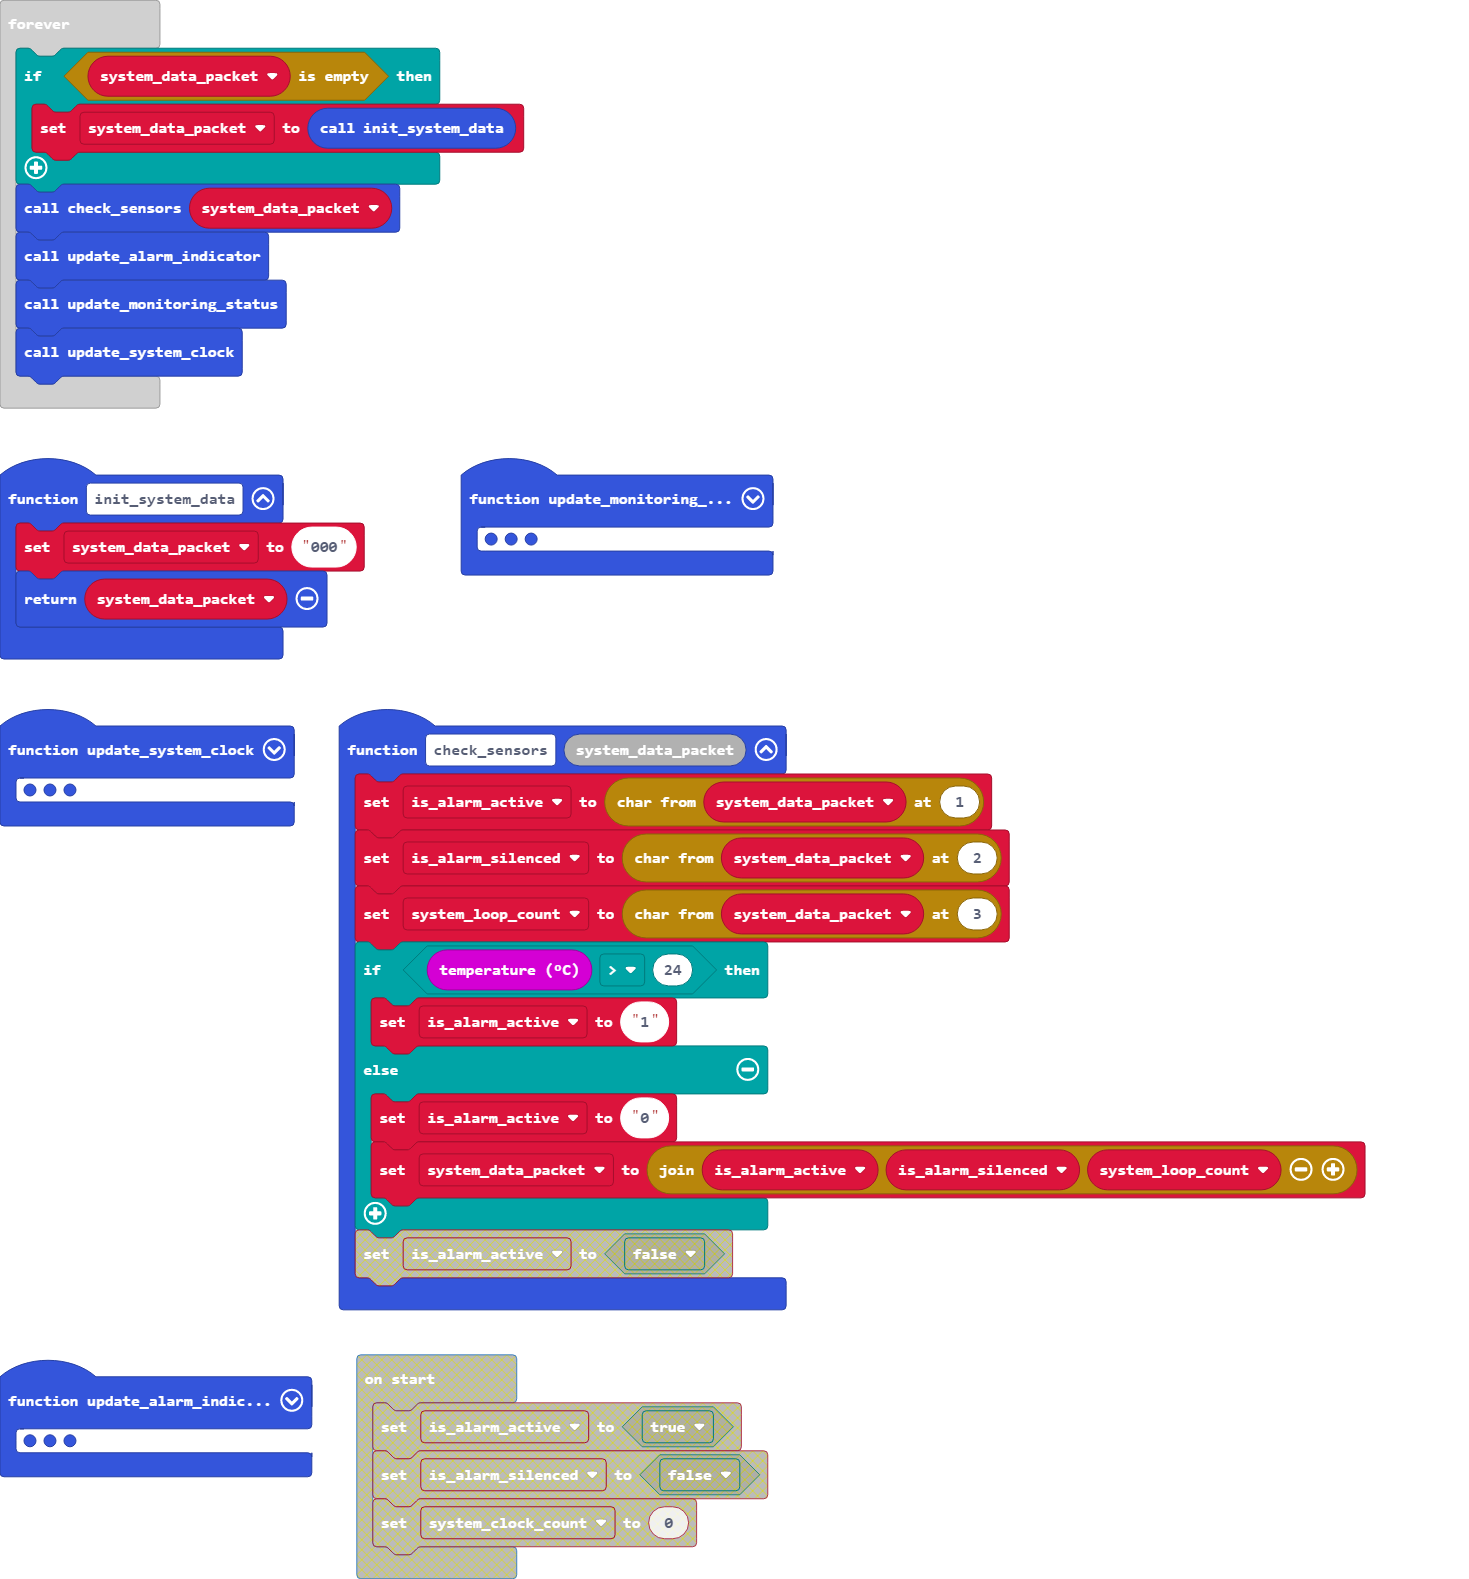 forever
if system_data_packet is empty then
set system_data_packet to call init_system_data
call check_sensors system_data_packet
call update_alarm_indicator
call update_monitoring_status
call update_system_clock
function init_system_data
set system_data_packet to "000"
return system_data_packet
function update_monitoring_...
function update_system_clock
function check_sensors system_data_packet
set is_alarm_active to char from system_data_packet at 1
set is_alarm_silenced to char from system_data_packet at 2
set system_loop_count to char from system_data_packet at 3
if temperature (ºC) > 24 then
set is_alarm_active to "1"
else
set is_alarm_active to "0"
set system_data_packet to join is_alarm_active is_alarm_silenced system_loop_count
set is_alarm_active to false
function update_alarm_indic...
on start
set is_alarm_active to true
set is_alarm_silenced to false
set system_clock_count to 0